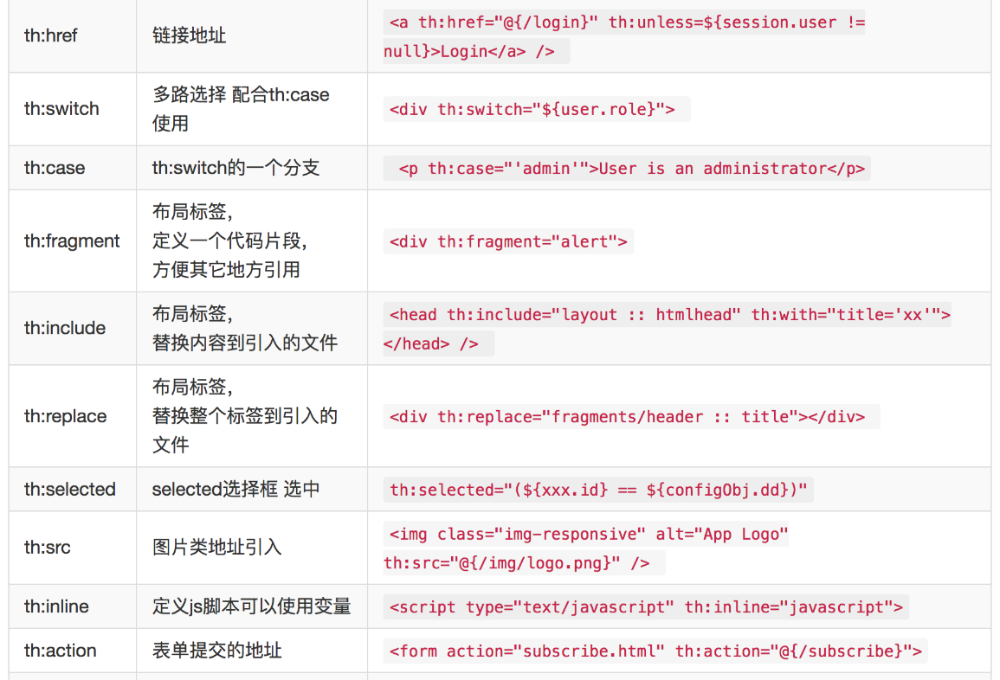 th:href
链接地址
<a th:href="@{/login}" th:unless=${session.user !=
null}>Login</a> />
th:switch
多路选择 配合th:case
使用
<div th:switch="${user.role}">
th:case
th:switch的一个分支
<p th:case="'admin'">User is an administrator</p>
th:fragment
布局标签,
定义一个代码片段,
方便其它地方引用
<div th:fragment="alert">
th:include
布局标签,
替换内容到引入的文件
<head th:include="layout :: htmlhead" th:with="title='xx'">
</head> />
th:replace
布局标签,
替换整个标签到引入的
文件
<div th:replace="fragments/header :: title"></div>
th:selected
selected选择框 选中
th:selected="(${xxx.id} == ${configObj.dd})"
th:src
图片类地址引入
<img class="img-responsive" alt="App Logo"
th:src="@{/img/logo.png}" />
th:inline
定义js脚本可以使用变量
<script type="text/javascript" th:inline="javascript">
th:action
表单提交的地址
<form action="subscribe.html" th:action="@{/subscribe}">